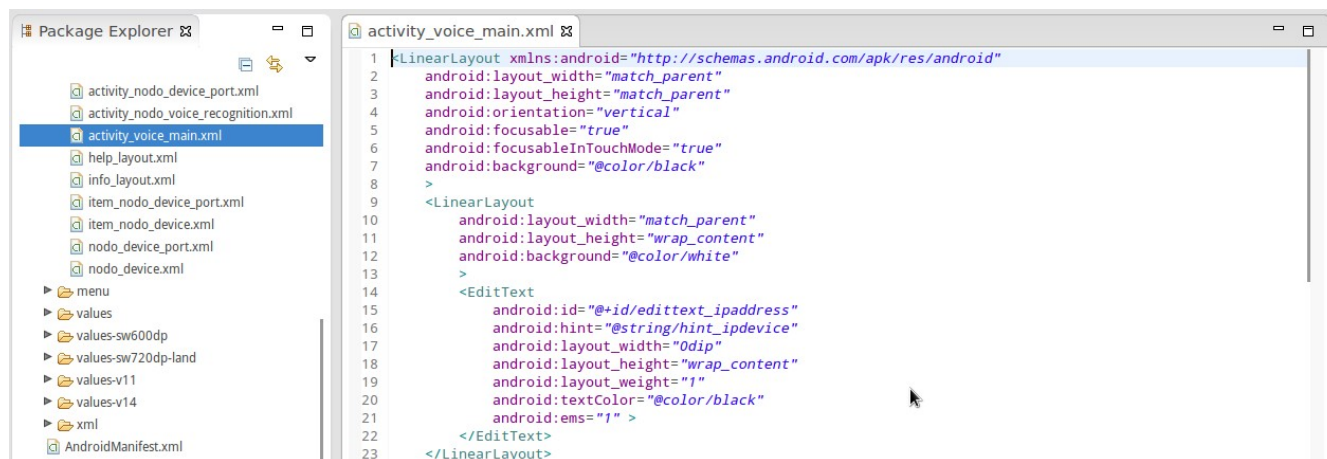 Package Explorer
activity_nodo_device_port.xml
activity_nodo_voice_recognition.xml
activity_voice_main.xml
help_layout.xml
info_layout.xml
item_nodo_device_port.xml
item_nodo_device.xml
nodo_device_port.xml
nodo_device.xml
menu
values
values-sw600dp
values-sw720dp-land
values-v11
values-v14
xml
AndroidManifest.xml
activity_voice_main.xml
1 <LinearLayout xmlns:android="http://schemas.android.com/apk/res/android"
2 android:layout_width="match_parent"
3 android:layout_height="match_parent"
4 android:orientation="vertical"
5 android:focusable="true"
6 android:focusableInTouchMode="true"
7 android:background="@color/black"
8 >
9 <LinearLayout
10 android:layout_width="match_parent"
11 android:layout_height="wrap_content"
12 android:background="@color/white"
13 >
14 <EditText
15 android:id="@+id/edittext_ipaddress"
16 android:hint="@string/hint_ipdevice"
17 android:layout_width="0dip"
18 android:layout_height="wrap_content"
19 android:layout_weight="1"
20 android:textColor="@color/black"
21 android:ems="1" >
22 </EditText>
23 </LinearLayout>